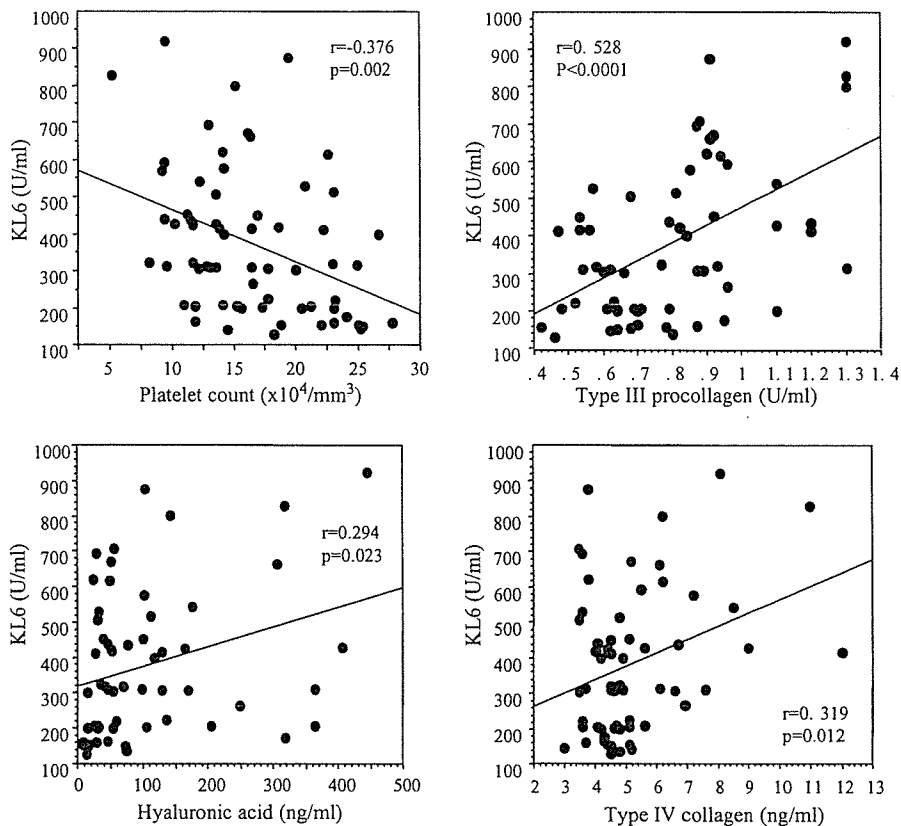 1000
900
800
700
600
500
400
300
200
100
KL6 (U/ml)
r=-0.376
p=0.002
5 10 15 20 25 30
Platelet count (x10⁴/mm³)
1000
900
800
700
600
500
400
300
200
100
KL6 (U/ml)
r=0. 528
P<0.0001
. 4 . 5 . 6 . 7 . 8 . 9 1 1. 1 1. 2 1. 3 1. 4
Type III procollagen (U/ml)
1000
900
800
700
600
500
400
300
200
100
KL6 (U/ml)
r=0.294
p=0.023
0 100 200 300 400 500
Hyaluronic acid (ng/ml)
1000
900
800
700
600
500
400
300
200
100
KL6 (U/ml)
r=0. 319
p=0.012
2 3 4 5 6 7 8 9 10 11 12 13
Type IV collagen (ng/ml)